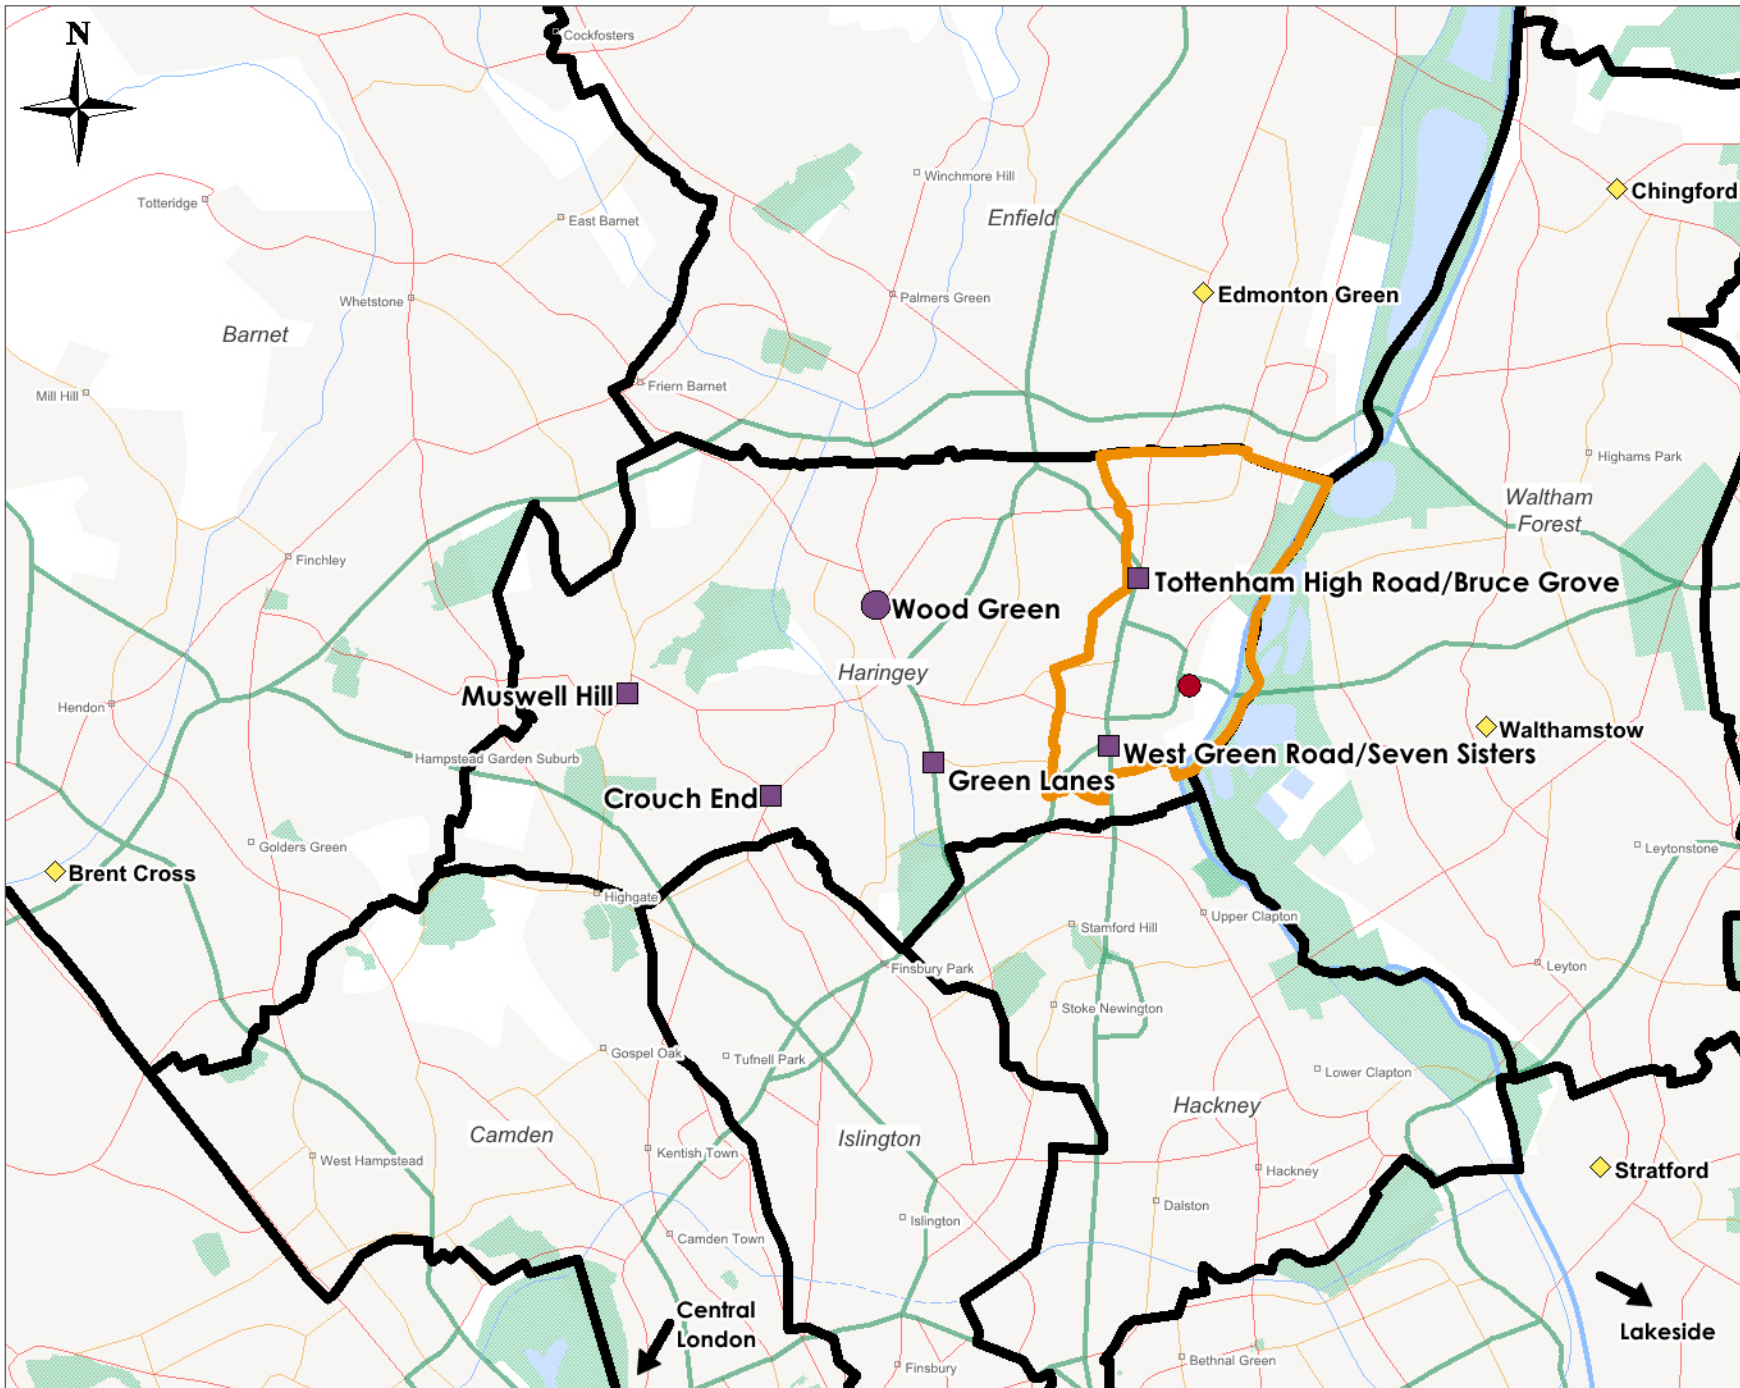 N
Cockfosters
Winchmore Hill
Chingford
Totteridge
East Barnet
Enfield
Whetstone
Palmers Green
Edmonton Green
Barnet
Mill Hill
Friern Barnet
Highams Park
Waltham
Forest
Finchley
Tottenham High Road/Bruce Grove
Wood Green
Haringey
Muswell Hill
Hendon
Walthamstow
Hampstead Garden Suburb
West Green Road/Seven Sisters
Green Lanes
Crouch End
Golders Green
Leytonstone
Brent Cross
Highgate
Upper Clapton
Stamford Hill
Finsbury Park
Leyton
Stoke Newington
Gospel Oak
Tufnell Park
Lower Clapton
Hackney
Camden
Islington
Kentish Town
West Hampstead
Hackney
Stratford
Dalston
Islington
Camden Town
Central
London
Lakeside
Finsbury
Bethnal Green